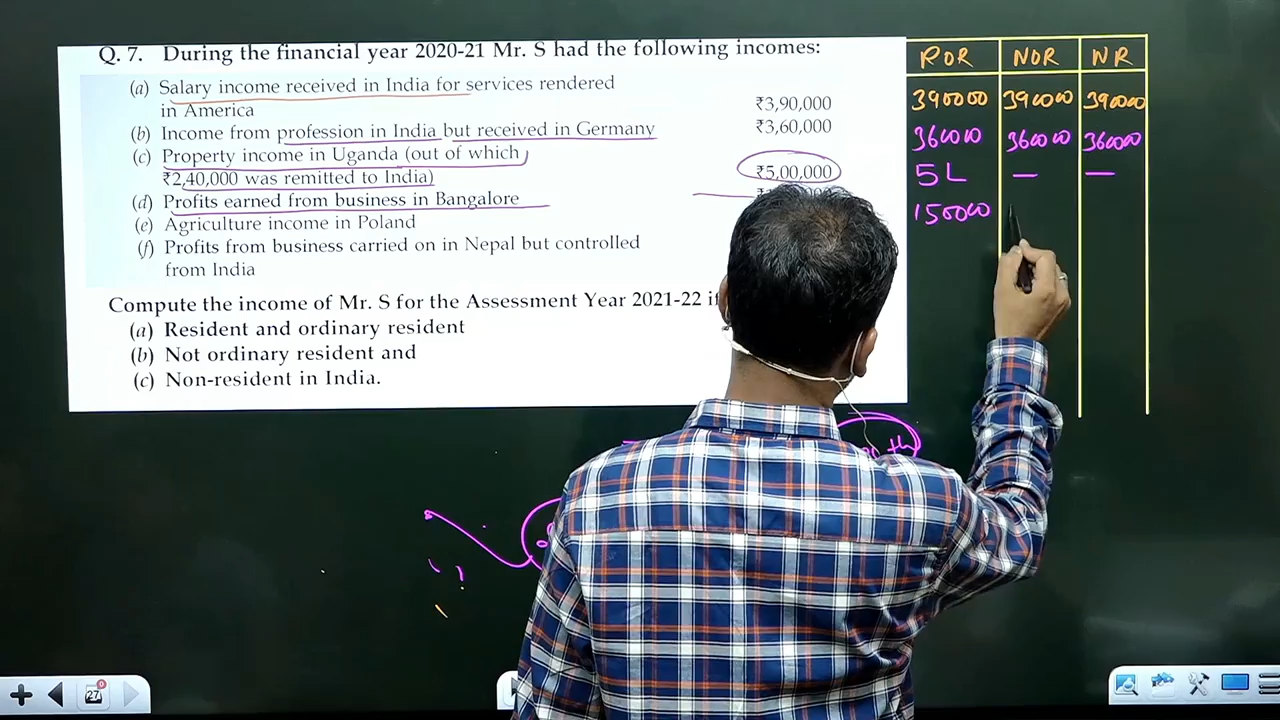 Q. 7. During the financial year 2020-21 Mr. S had the following incomes:
(a) Salary income received in India for services rendered
in America ₹3,90,000
(b) Income from profession in India but received in Germany ₹3,60,000
(c) Property income in Uganda (out of which
₹2,40,000 was remitted to India) ₹5,00,000
(d) Profits earned from business in Bangalore
(e) Agriculture income in Poland
(f) Profits from business carried on in Nepal but controlled
from India
Compute the income of Mr. S for the Assessment Year 2021-22
(a) Resident and ordinary resident
(b) Not ordinary resident and
(c) Non-resident in India.
ROR NOR NR
390000 390000 390000
360000 360000 360000
5L — —
150000
27